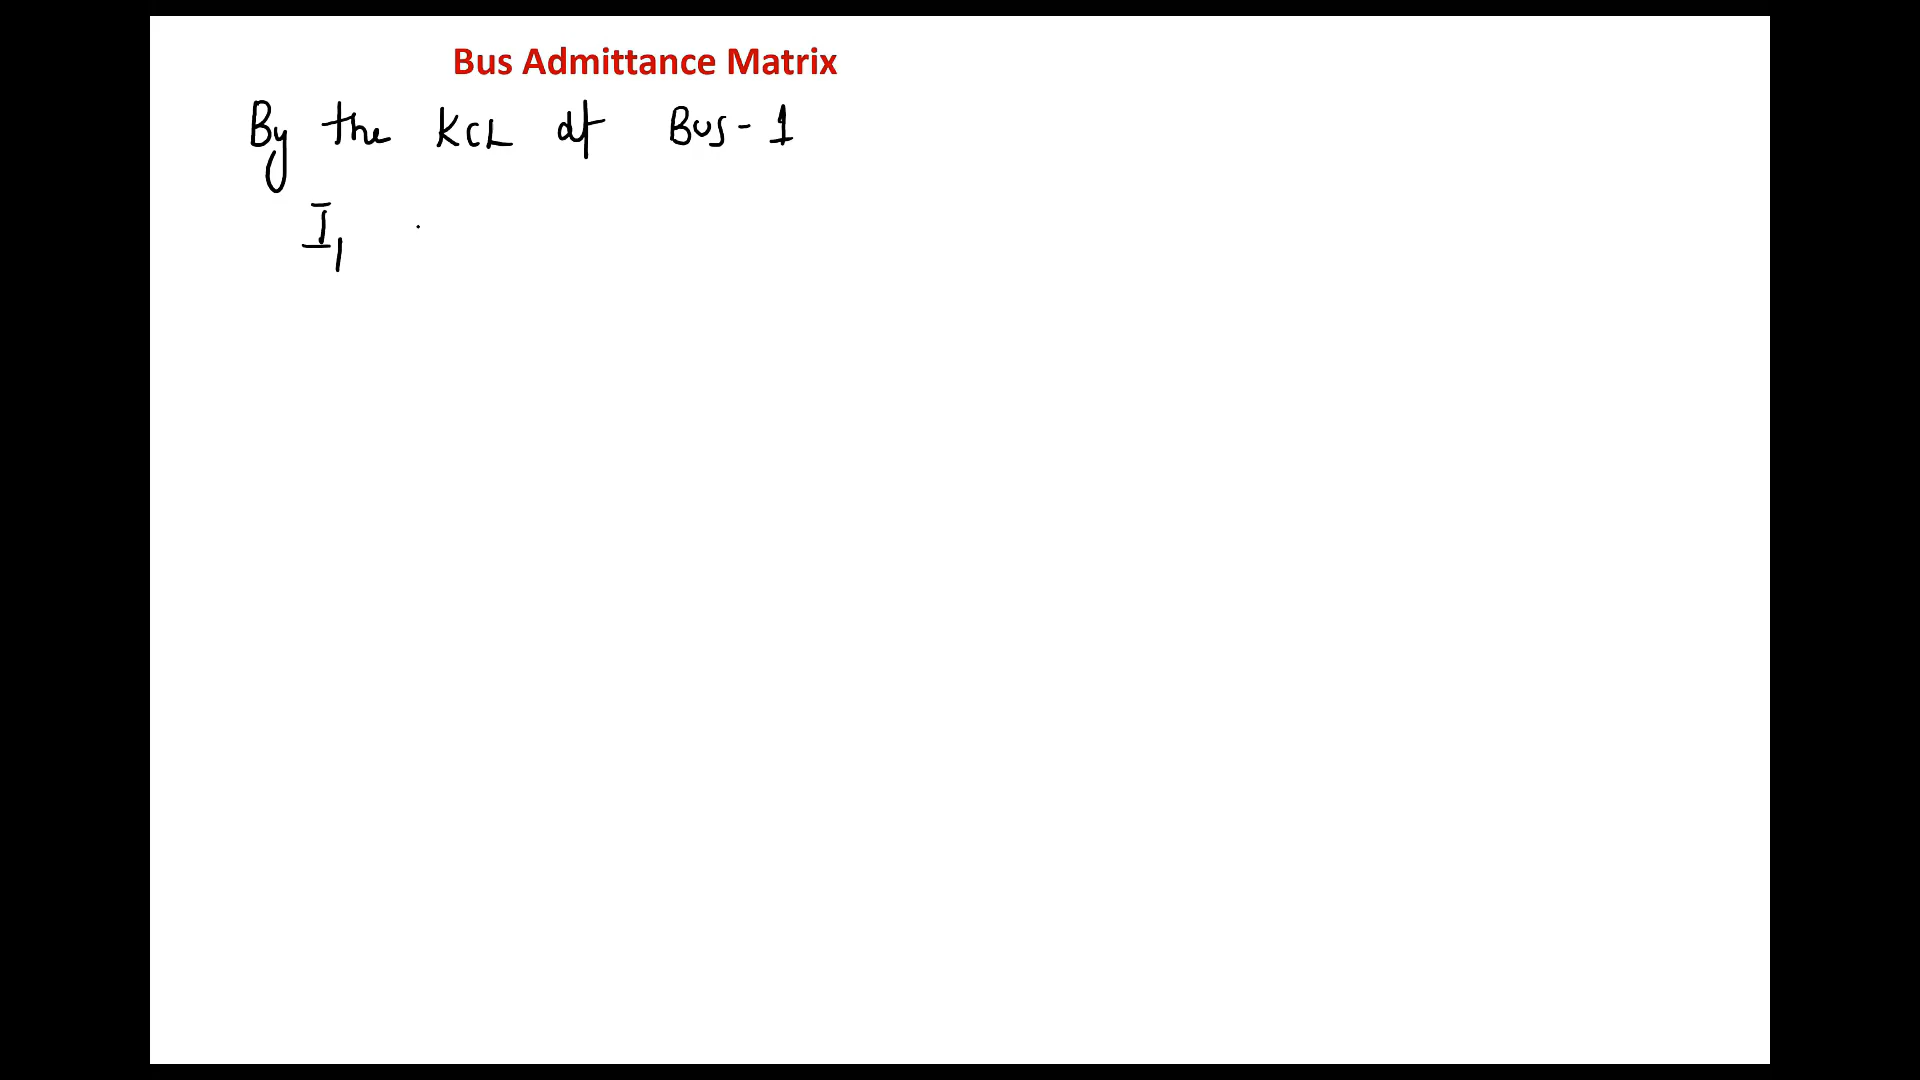 Bus Admittance Matrix
By the KCL at Bus-1
I₁